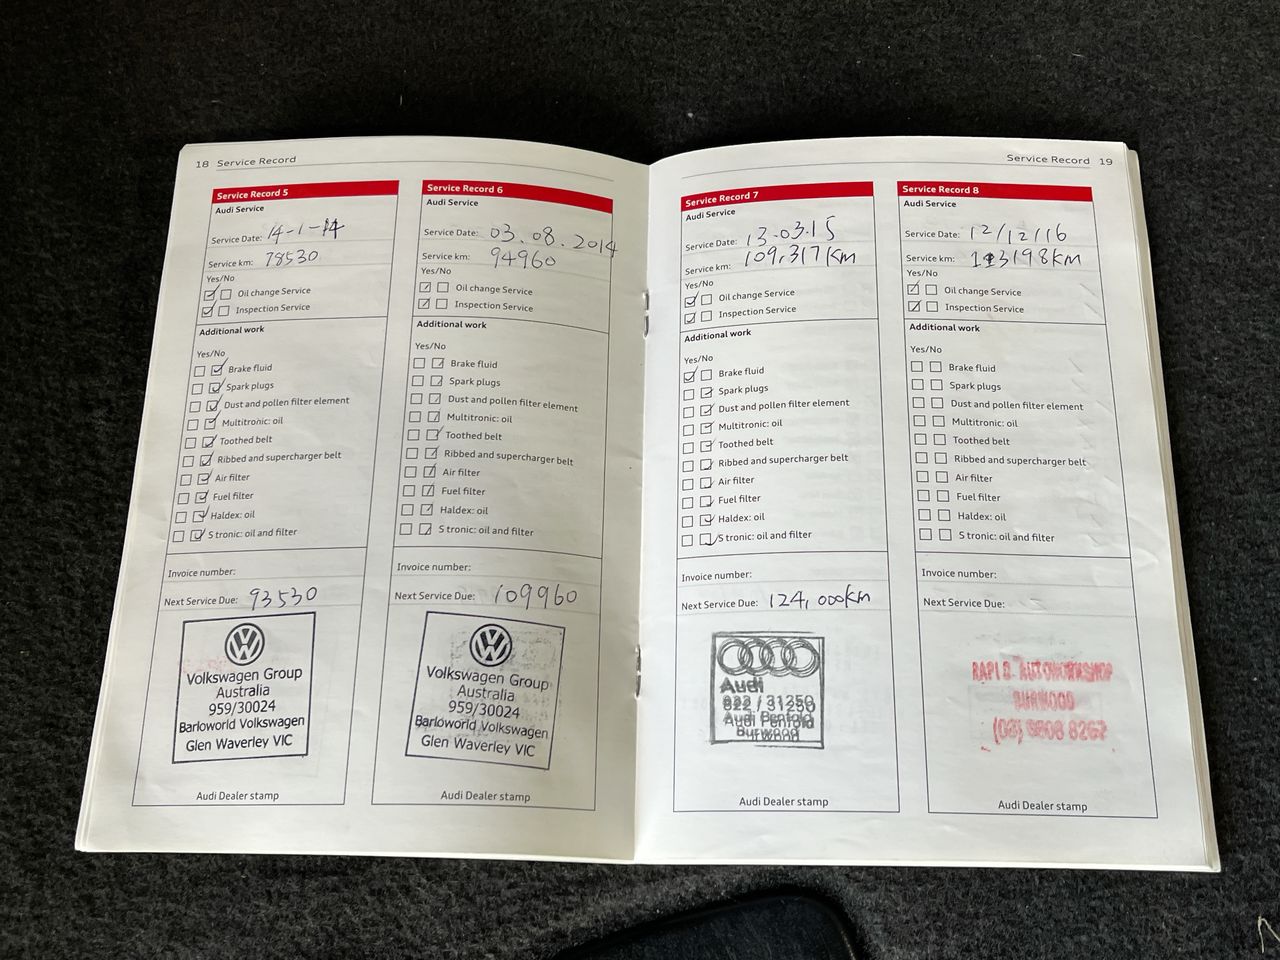 18 Service Record
Service Record 5
Audi Service
Service Date: 14-1-14
Service km: 78530
Yes/No
Oil change Service
Inspection Service
Additional work
Yes/No
Brake fluid
Spark plugs
Dust and pollen filter element
Multitronic: oil
Toothed belt
Ribbed and supercharger belt
Air filter
Fuel filter
Haldex: oil
S tronic: oil and filter
Invoice number:
Next Service Due: 93530
Volkswagen Group
Australia
959/30024
Barloworld Volkswagen
Glen Waverley VIC
Audi Dealer stamp
Service Record 6
Audi Service
Service Date: 03.08.2014
Service km: 94960
Yes/No
Oil change Service
Inspection Service
Additional work
Yes/No
Brake fluid
Spark plugs
Dust and pollen filter element
Multitronic: oil
Toothed belt
Ribbed and supercharger belt
Air filter
Fuel filter
Haldex: oil
S tronic: oil and filter
Invoice number:
Next Service Due: 109960
Volkswagen Group
Australia
959/30024
Barloworld Volkswagen
Glen Waverley VIC
Audi Dealer stamp
Service Record 19
Service Record 7
Audi Service
Service Date: 13.03.15
Service km: 109,317km
Yes/No
Oil change Service
Inspection Service
Additional work
Yes/No
Brake fluid
Spark plugs
Dust and pollen filter element
Multitronic: oil
Toothed belt
Ribbed and supercharger belt
Air filter
Fuel filter
Haldex: oil
S tronic: oil and filter
Invoice number:
Next Service Due: 124,000km
Audi
Audi Penfold
Burwood
Audi Dealer stamp
Service Record 8
Audi Service
Service Date: 12/12/16
Service km: 113198km
Yes/No
Oil change Service
Inspection Service
Additional work
Yes/No
Brake fluid
Spark plugs
Dust and pollen filter element
Multitronic: oil
Toothed belt
Ribbed and supercharger belt
Air filter
Fuel filter
Haldex: oil
S tronic: oil and filter
Invoice number:
Next Service Due:
AUTOWORKSHOP
BURWOOD
Audi Dealer stamp